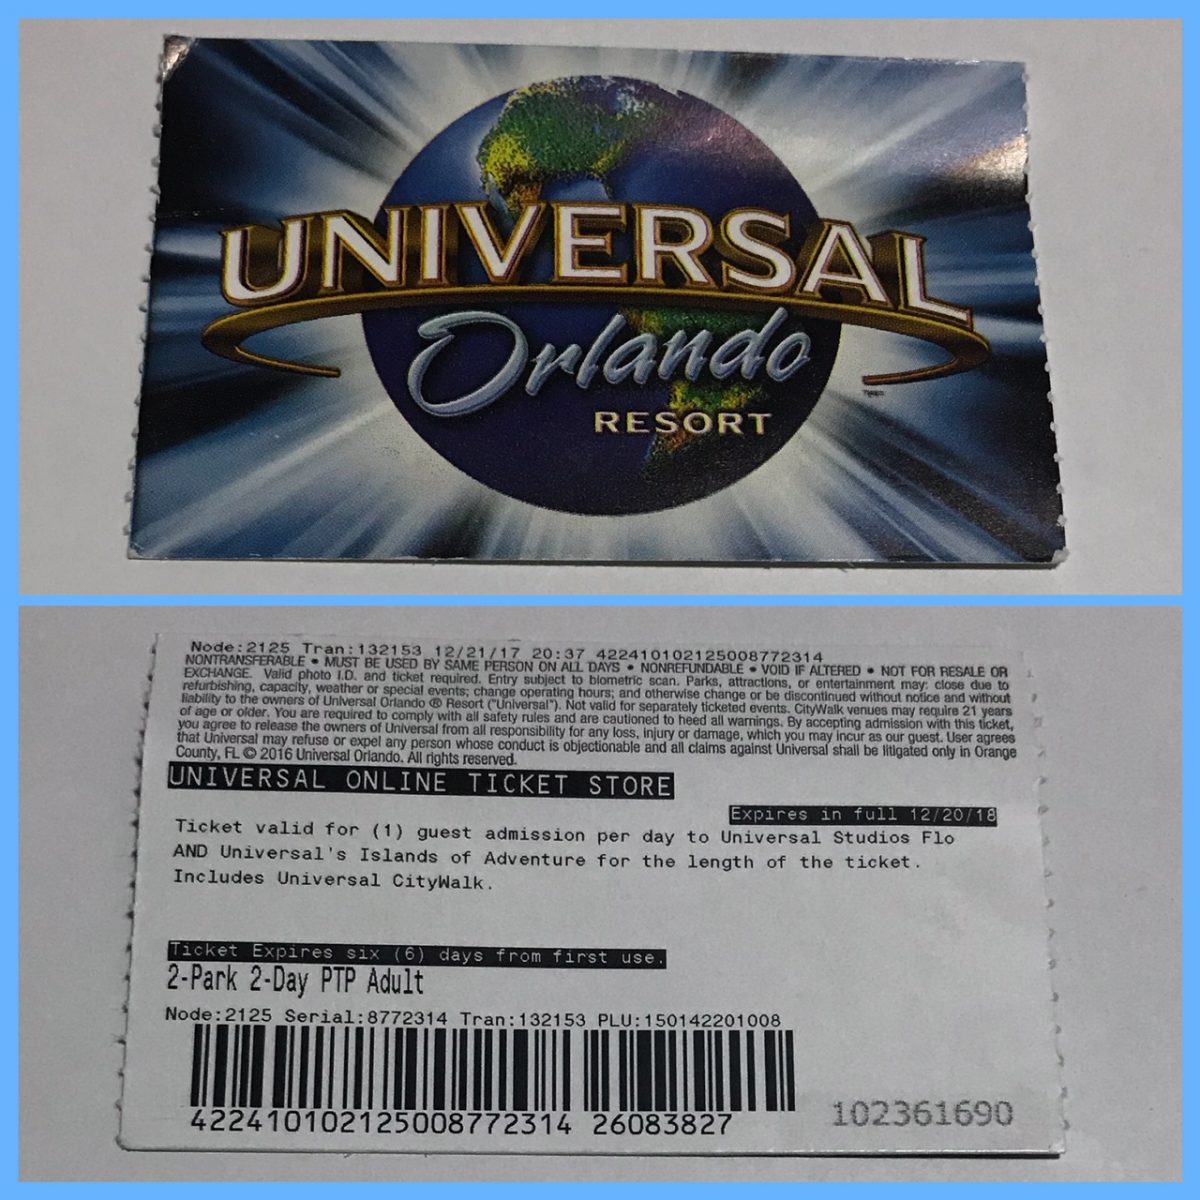 UNIVERSAL
Orlando
RESORT
Node:2125 Tran:132153 12/21/17 20:37 422410102125008772314
NONTRANSFERABLE • MUST BE USED BY SAME PERSON ON ALL DAYS • NONREFUNDABLE • VOID IF ALTERED • NOT FOR RESALE OR
EXCHANGE. Valid photo I.D. and ticket required. Entry subject to biometric scan. Parks, attractions, or entertainment may: close due to
refurbishing, capacity, weather or special events; change operating hours; and otherwise change or be discontinued without notice and without
liability to the owners of Universal Orlando ® Resort ("Universal"). Not valid for separately ticketed events. CityWalk venues may require 21 years
of age or older. You are required to comply with all safety rules and are cautioned to heed all warnings. By accepting admission with this ticket,
you agree to release the owners of Universal from all responsibility for any loss, injury or damage, which you may incur as our guest. User agrees
that Universal may refuse or expel any person whose conduct is objectionable and all claims against Universal shall be litigated only in Orange
County, FL © 2016 Universal Orlando. All rights reserved.
UNIVERSAL ONLINE TICKET STORE
Expires in full 12/20/18
Ticket valid for (1) guest admission per day to Universal Studios Flo
AND Universal's Islands of Adventure for the length of the ticket.
Includes Universal CityWalk.
Ticket Expires six (6) days from first use.
2-Park 2-Day PTP Adult
Node:2125 Serial:8772314 Tran:132153 PLU:150142201008
422410102125008772314 26083827
102361690